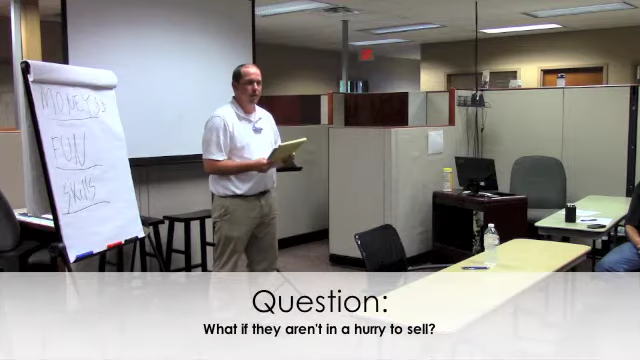 MONEY $$
FUN
SKillS
Question:
What if they aren't in a hurry to sell?